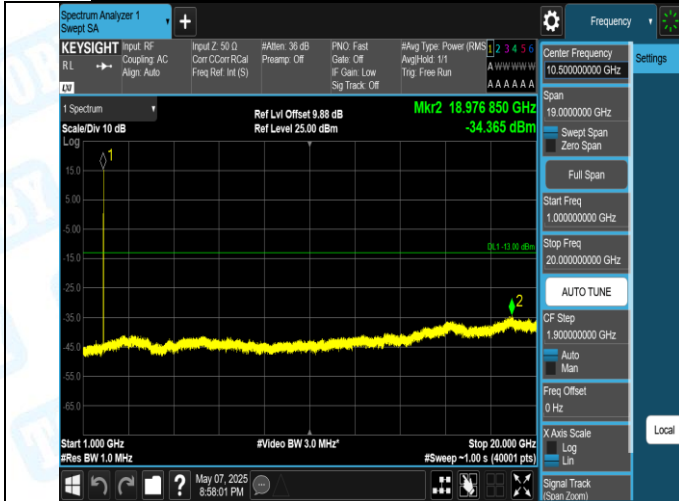 Spectrum Analyzer 1
Swept SA
Frequency
KEYSIGHT
RL
LXI
Input: RF
Coupling: AC
Align: Auto
Input Z: 50 Ω
Corr CCorr RCal
Freq Ref: Int (S)
#Atten: 36 dB
Preamp: Off
PNO: Fast
Gate: Off
IF Gain: Low
Sig Track: Off
#Avg Type: Power (RMS
Avg|Hold: 1/1
Trig: Free Run
1 2 3 4 5 6
A W W W W W
A A A A A A
1 Spectrum
Scale/Div 10 dB
Log
Ref Lvl Offset 9.88 dB
Ref Level 25.00 dBm
Mkr2 18.976 850 GHz
-34.365 dBm
15.0
5.00
-5.00
-15.0
-25.0
-35.0
-45.0
-55.0
-65.0
1
2
DL1 -13.00 dBm
Start 1.000 GHz
#Res BW 1.0 MHz
#Video BW 3.0 MHz*
Stop 20.000 GHz
#Sweep ~1.00 s (40001 pts)
May 07, 2025
8:58:01 PM
Center Frequency
10.500000000 GHz
Span
19.0000000 GHz
Swept Span
Zero Span
Full Span
Start Freq
1.000000000 GHz
Stop Freq
20.000000000 GHz
AUTO TUNE
CF Step
1.900000000 GHz
Auto
Man
Freq Offset
0 Hz
X Axis Scale
Log
Lin
Signal Track
(Span Zoom)
Settings
Local